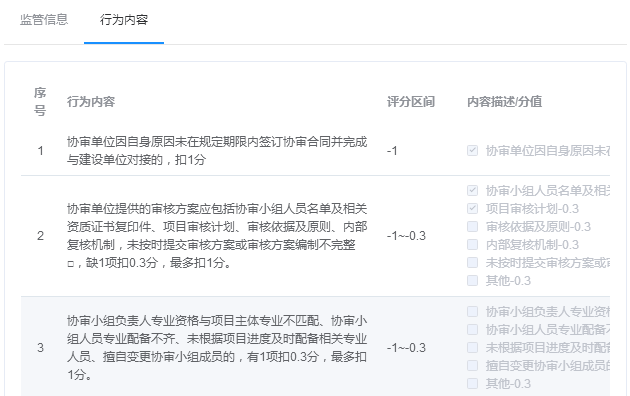 监管信息
行为内容
序号
行为内容
评分区间
内容描述/分值
1
协审单位因自身原因未在规定期限内签订协审合同并完成
与建设单位对接的，扣1分
-1
协审单位因自身原因未在
2
协审单位提供的审核方案应包括协审小组人员名单及相关
资质证书复印件、项目审核计划、审核依据及原则、内部
复核机制，未按时提交审核方案或审核方案编制不完整
□，缺1项扣0.3分，最多扣1分。
-1~-0.3
协审小组人员名单及相关
项目审核计划-0.3
审核依据及原则-0.3
内部复核机制-0.3
未按时提交审核方案或审
其他-0.3
3
协审小组负责人专业资格与项目主体专业不匹配、协审小
组人员专业配备不齐、未根据项目进度及时配备相关专业
人员、擅自变更协审小组成员的，有1项扣0.3分，最多扣
1分。
-1~-0.3
协审小组负责人专业资格
协审小组人员专业配备不
未根据项目进度及时配备
擅自变更协审小组成员的
其他-0.3